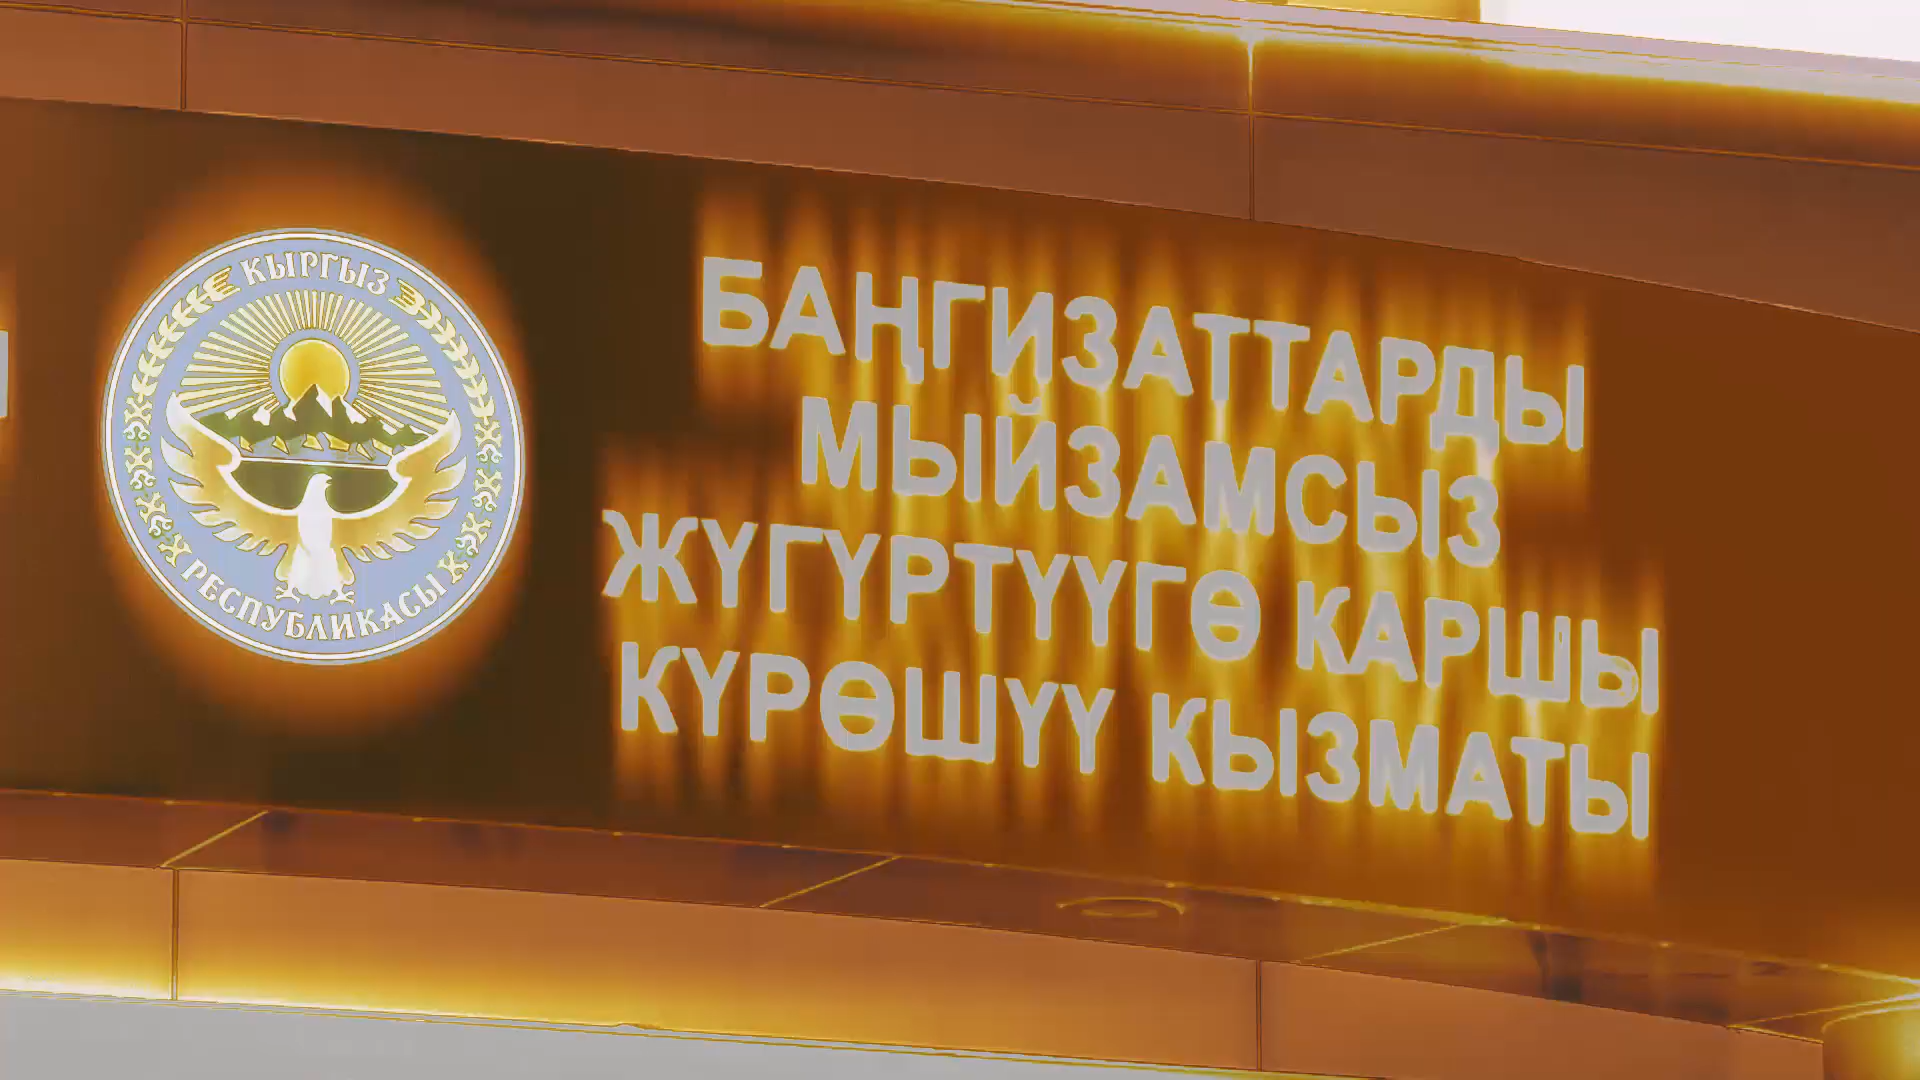 КЫРГЫЗ
РЕСПУБЛИКАСЫ
БАҢГИЗАТТАРДЫ
МЫЙЗАМСЫЗ
ЖҮГҮРТҮҮГӨ КАРШЫ
КҮРӨШҮҮ КЫЗМАТЫ